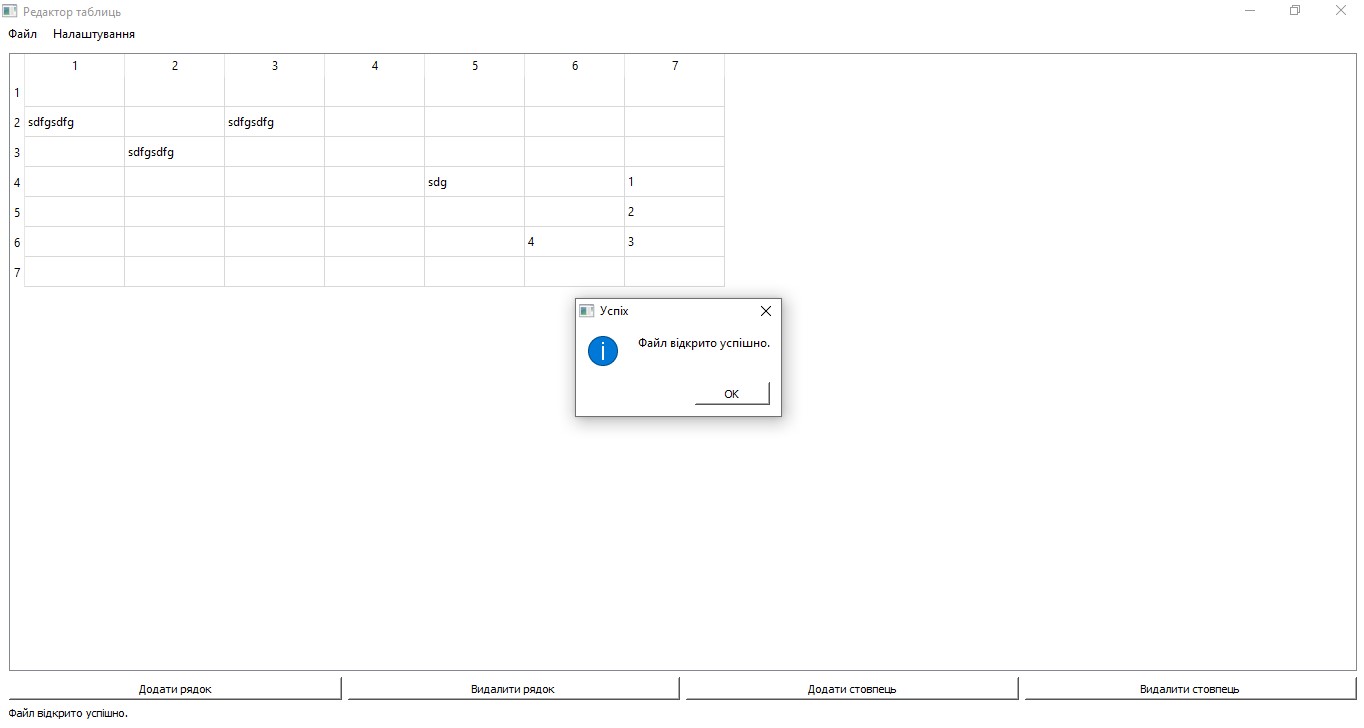 Редактор таблиць
Файл Налаштування
1 2 3 4 5 6 7
1
2 sdfgsdfg sdfgsdfg
3 sdfgsdfg
4 sdg 1
5 2
6 4 3
7
Успіх
Файл відкрито успішно.
OK
Додати рядок Видалити рядок Додати стовпець Видалити стовпець
Файл відкрито успішно.